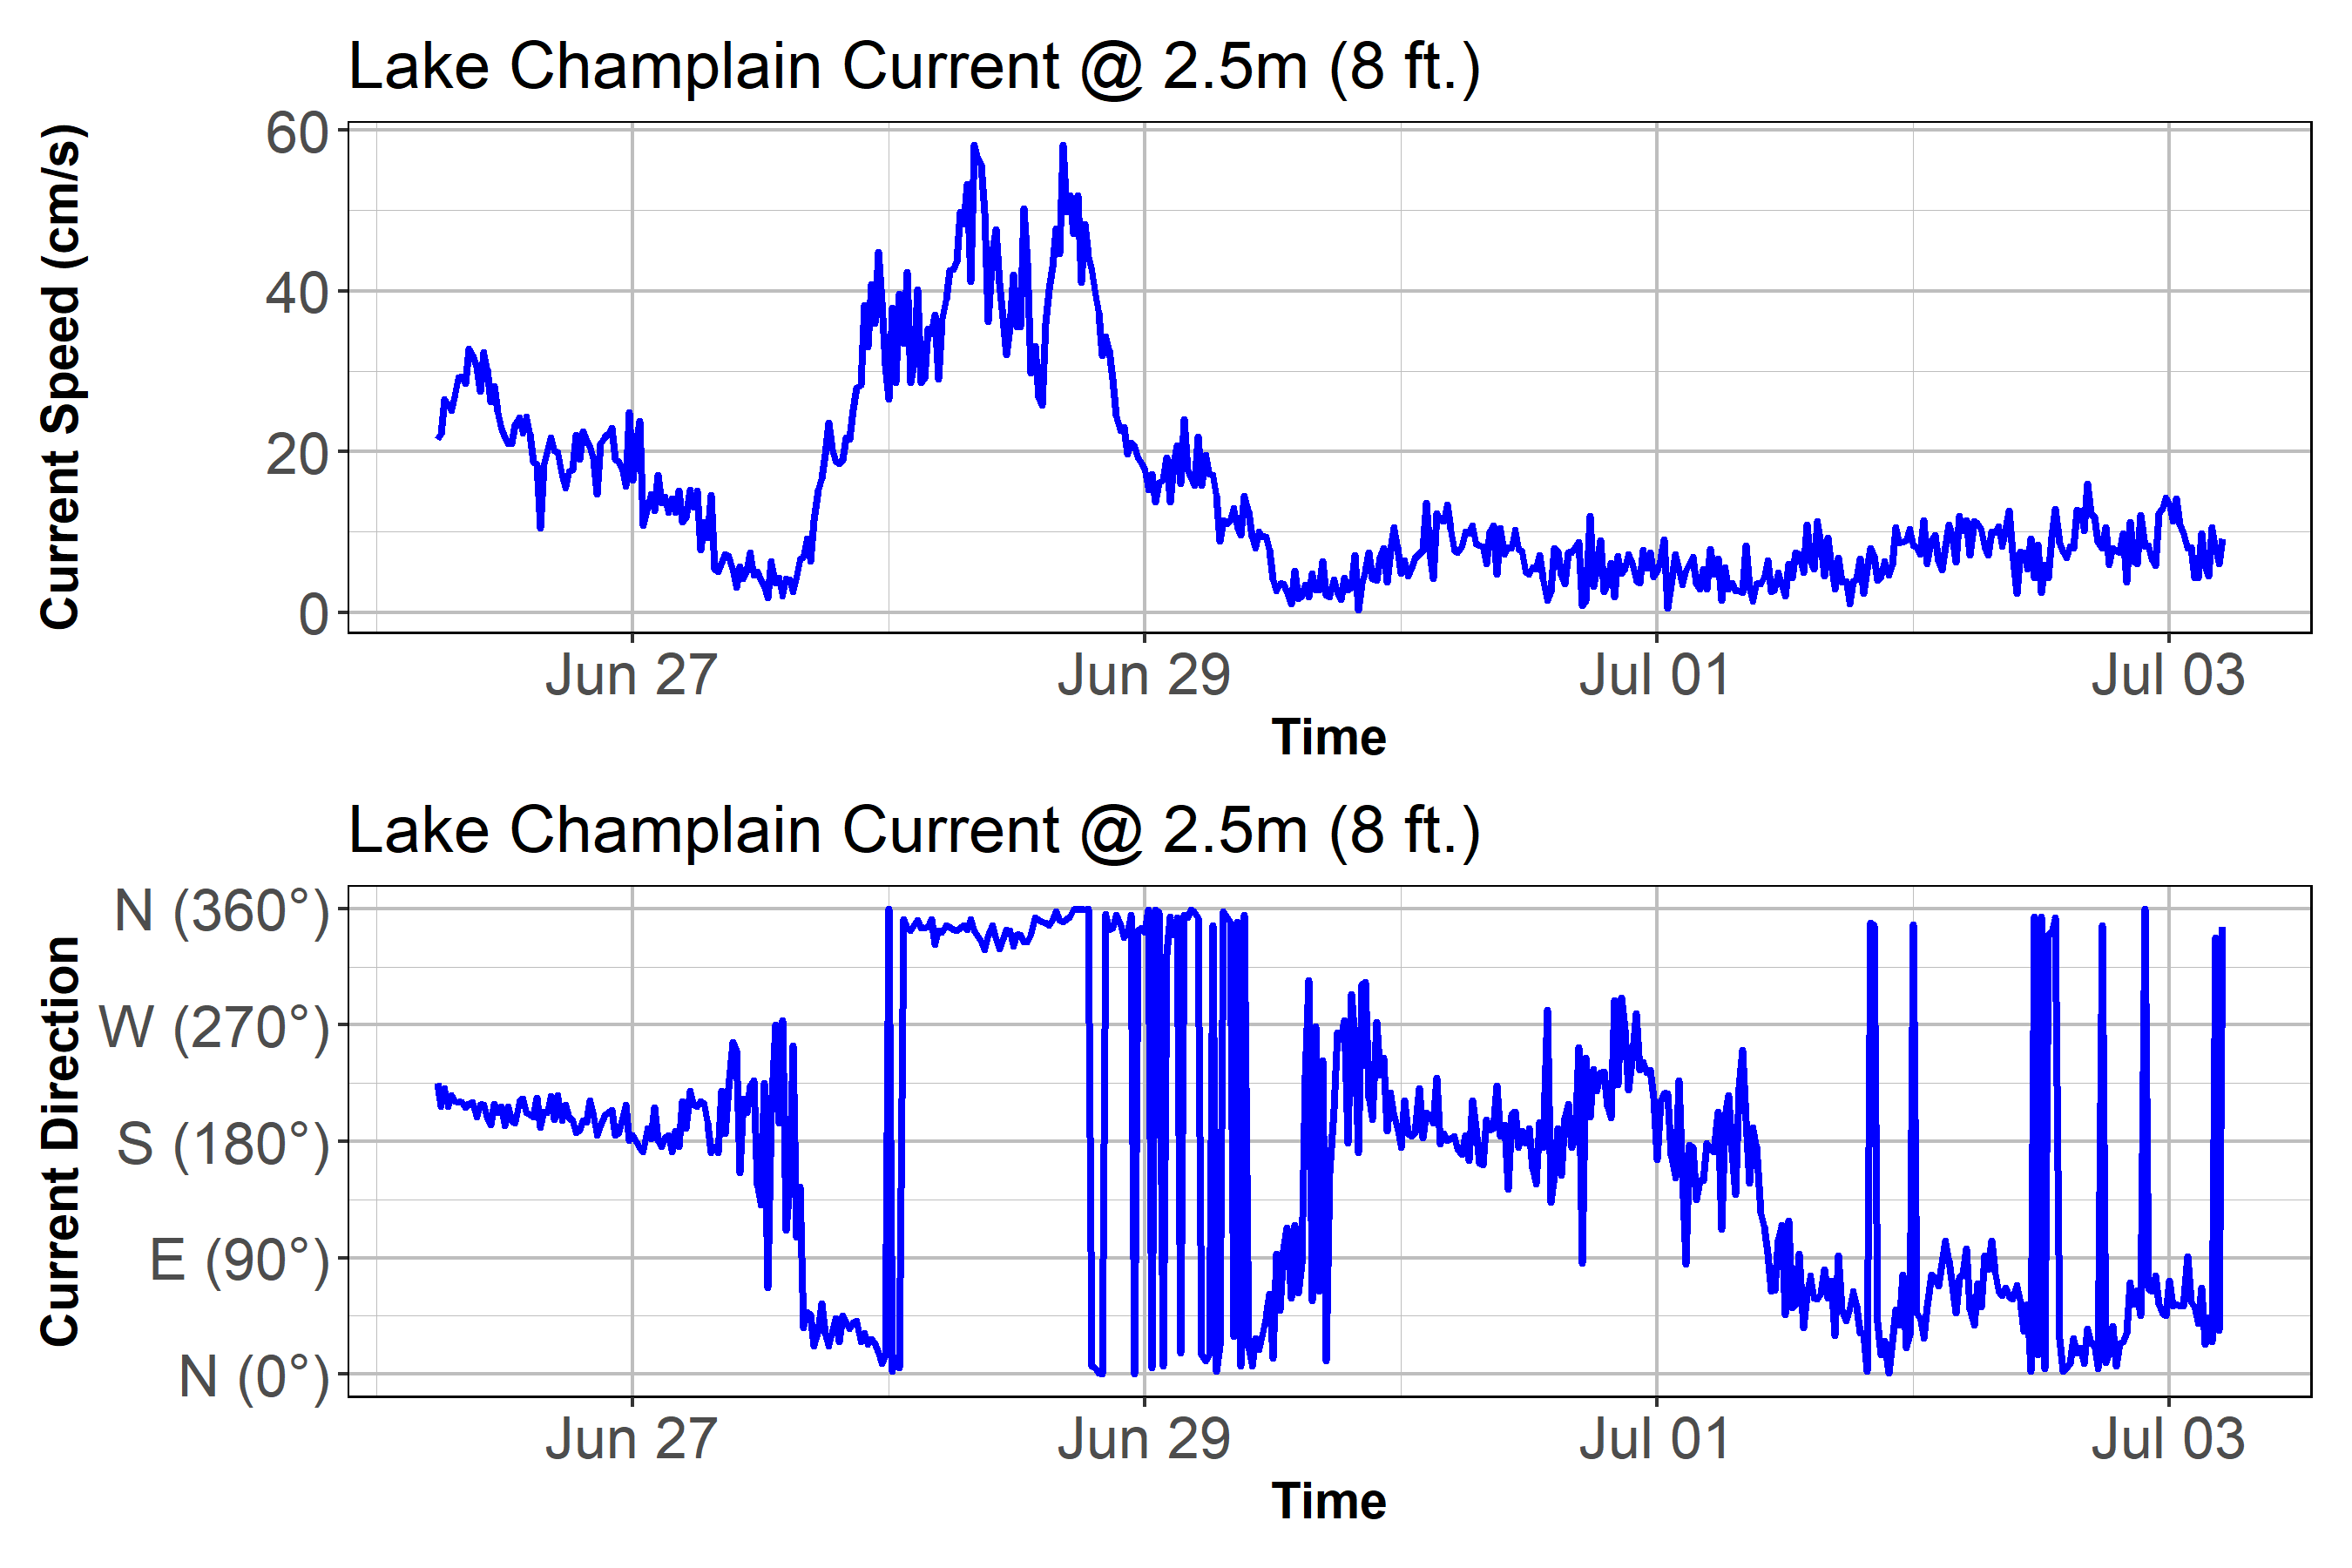 Lake Champlain Current @ 2.5m (8 ft.)
Current Speed (cm/s)
60
40
20
0
Jun 27 Jun 29 Jul 01 Jul 03
Time
Lake Champlain Current @ 2.5m (8 ft.)
Current Direction
N (360°)
W (270°)
S (180°)
E (90°)
N (0°)
Jun 27 Jun 29 Jul 01 Jul 03
Time